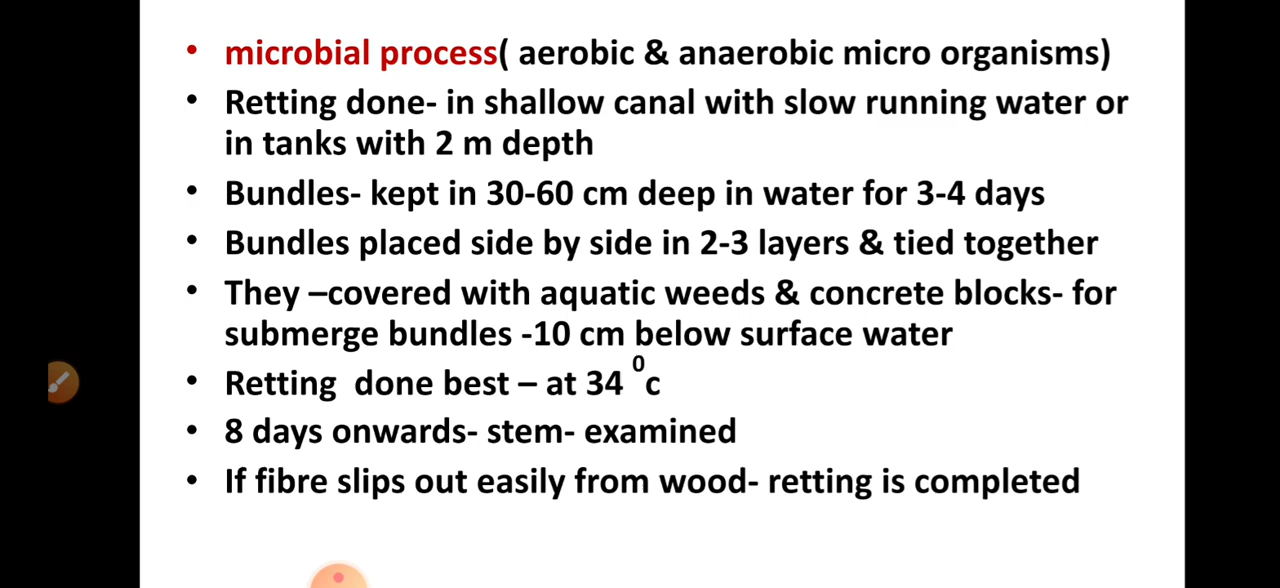 • microbial process( aerobic & anaerobic micro organisms)
• Retting done- in shallow canal with slow running water or
in tanks with 2 m depth
• Bundles- kept in 30-60 cm deep in water for 3-4 days
• Bundles placed side by side in 2-3 layers & tied together
• They –covered with aquatic weeds & concrete blocks- for
submerge bundles -10 cm below surface water
• Retting  done best – at 34 ⁰c
• 8 days onwards- stem- examined
• If fibre slips out easily from wood- retting is completed